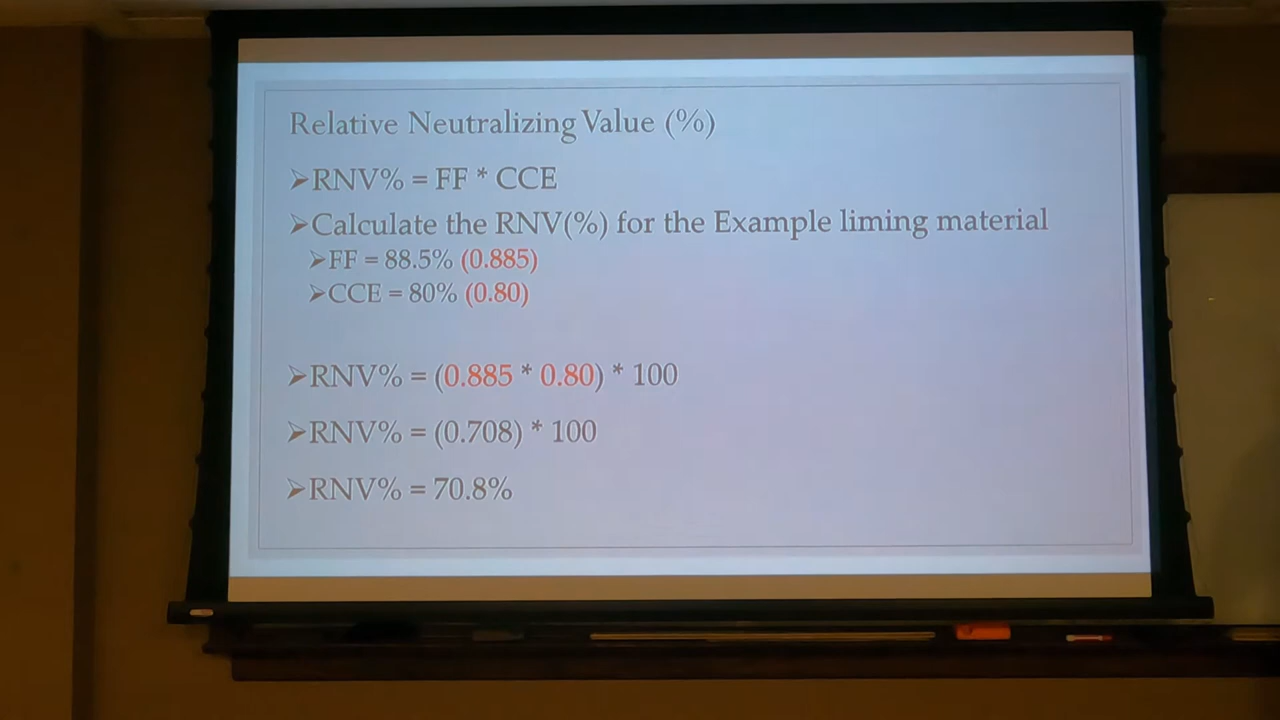 Relative Neutralizing Value (%)
➢RNV% = FF * CCE
➢Calculate the RNV(%) for the Example liming material
➢FF = 88.5% (0.885)
➢CCE = 80% (0.80)
➢RNV% = (0.885 * 0.80) * 100
➢RNV% = (0.708) * 100
➢RNV% = 70.8%